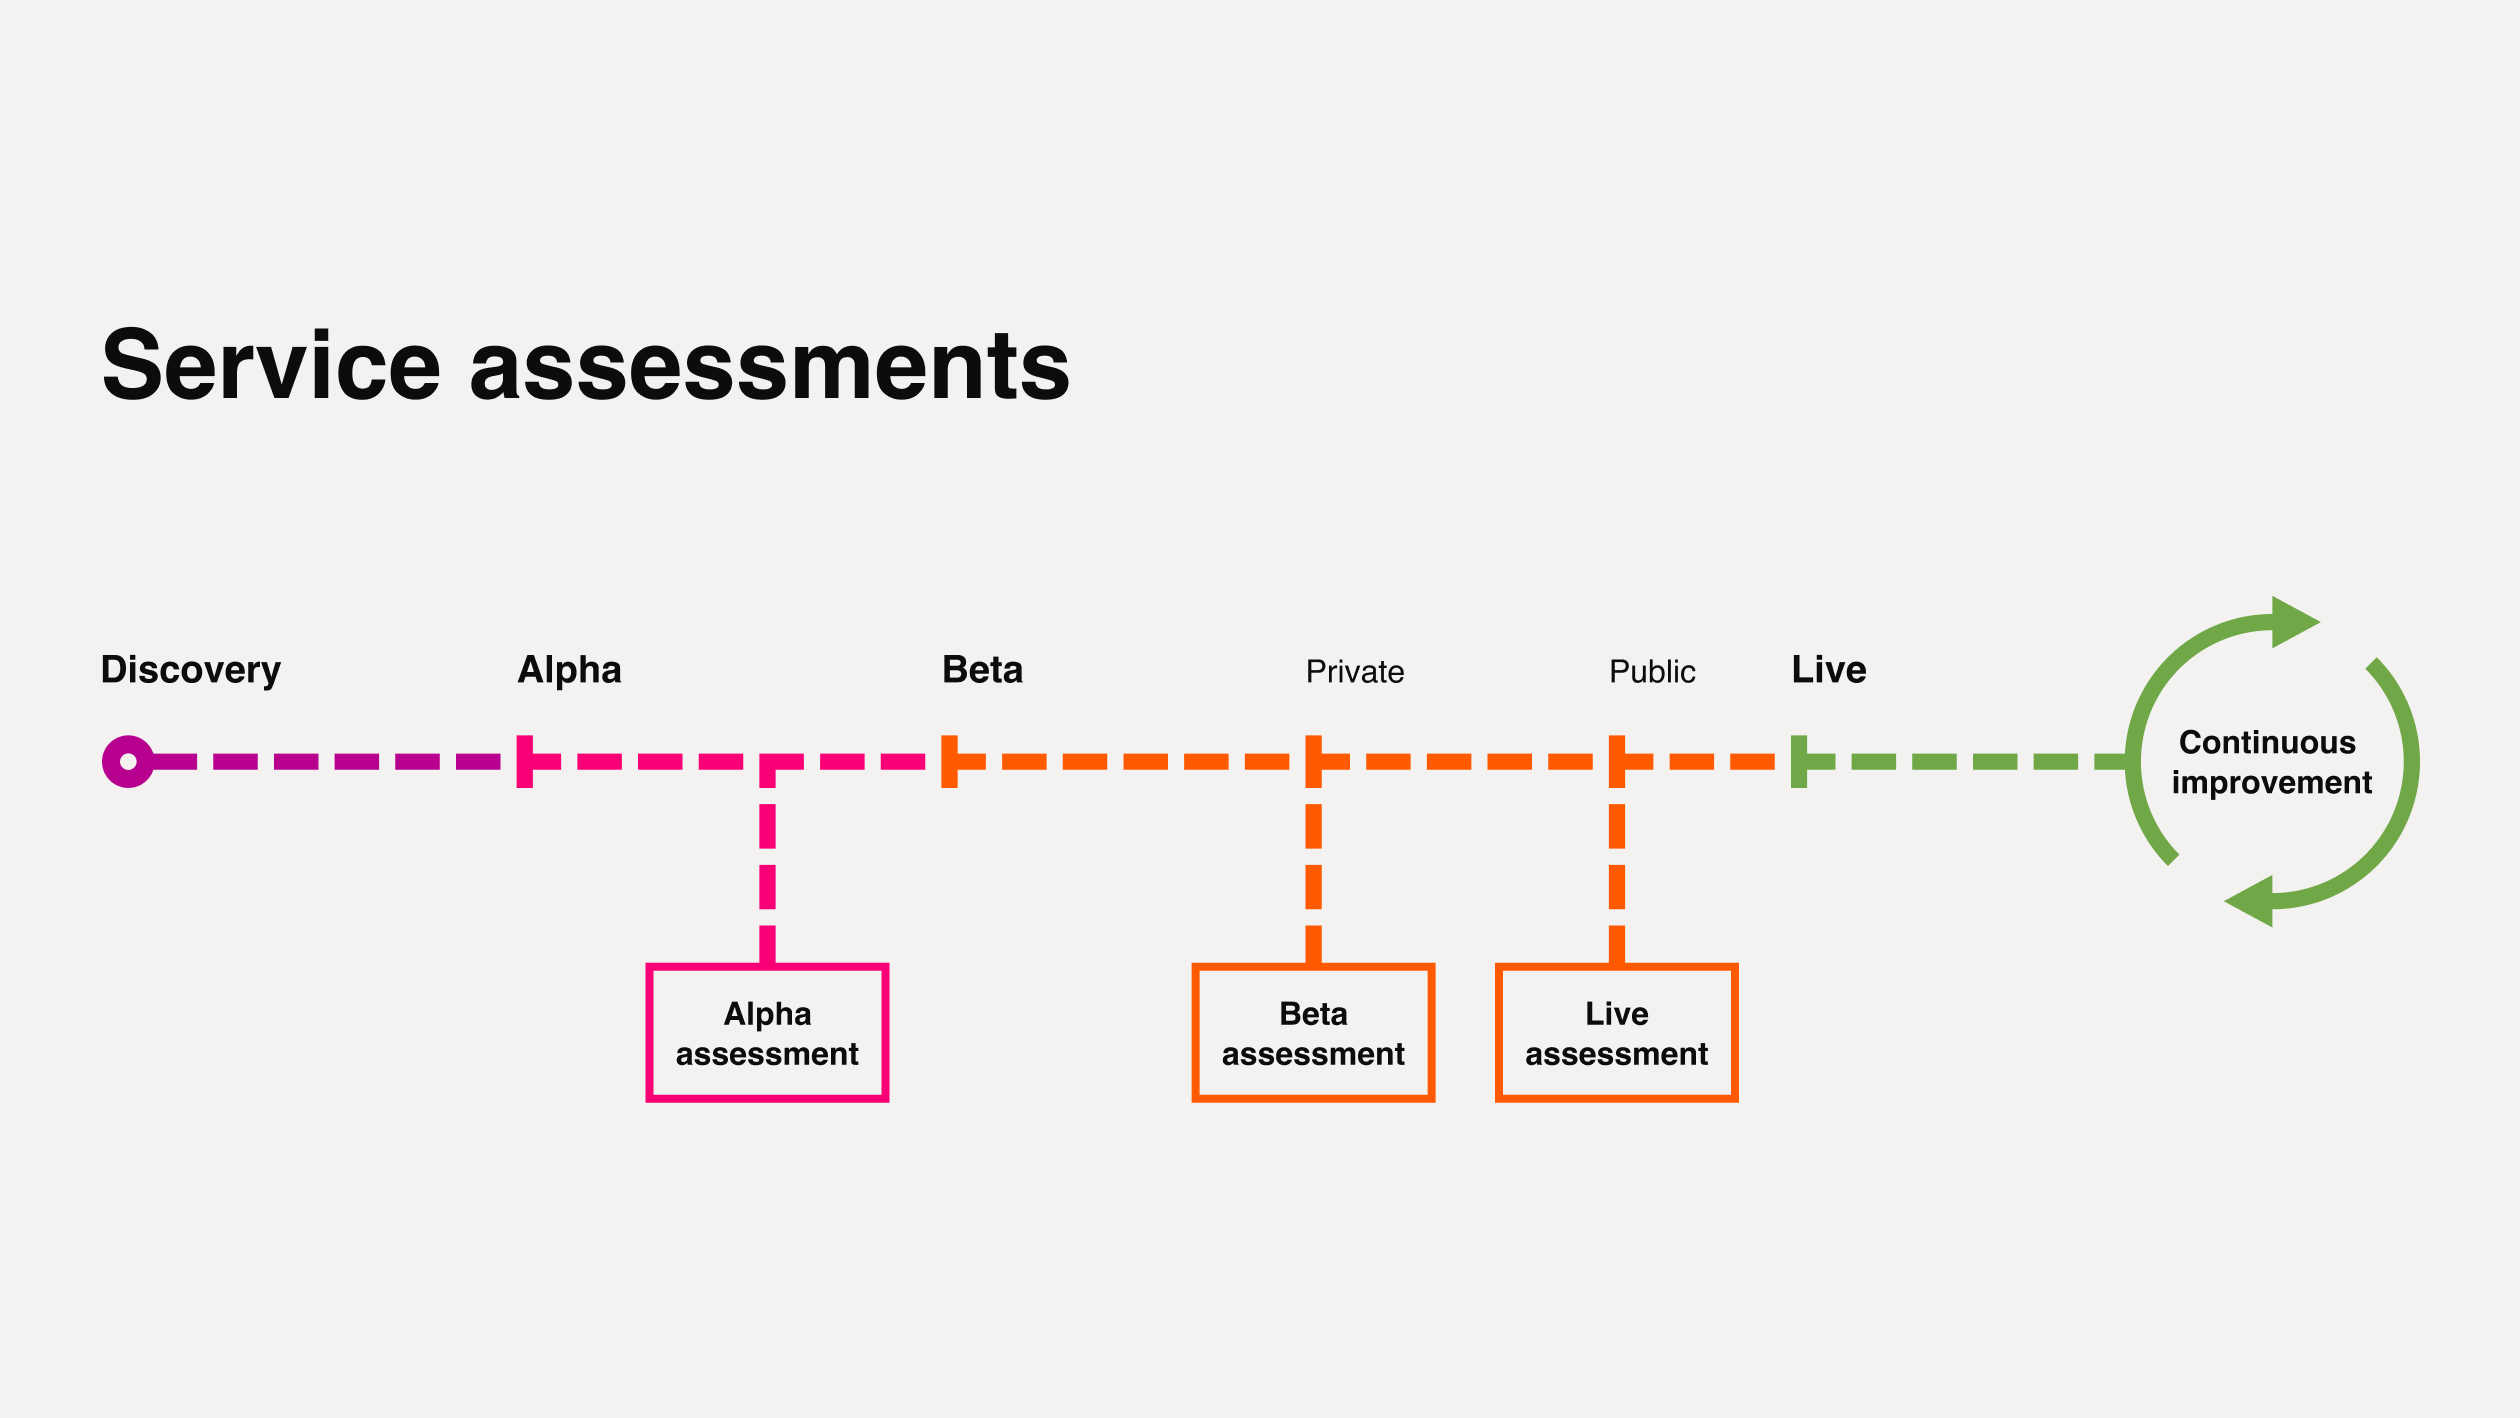 Service assessments
Discovery
Alpha
Beta
Private
Public
Live
Continuous
improvement
Alpha
assessment
Beta
assessment
Live
assessment